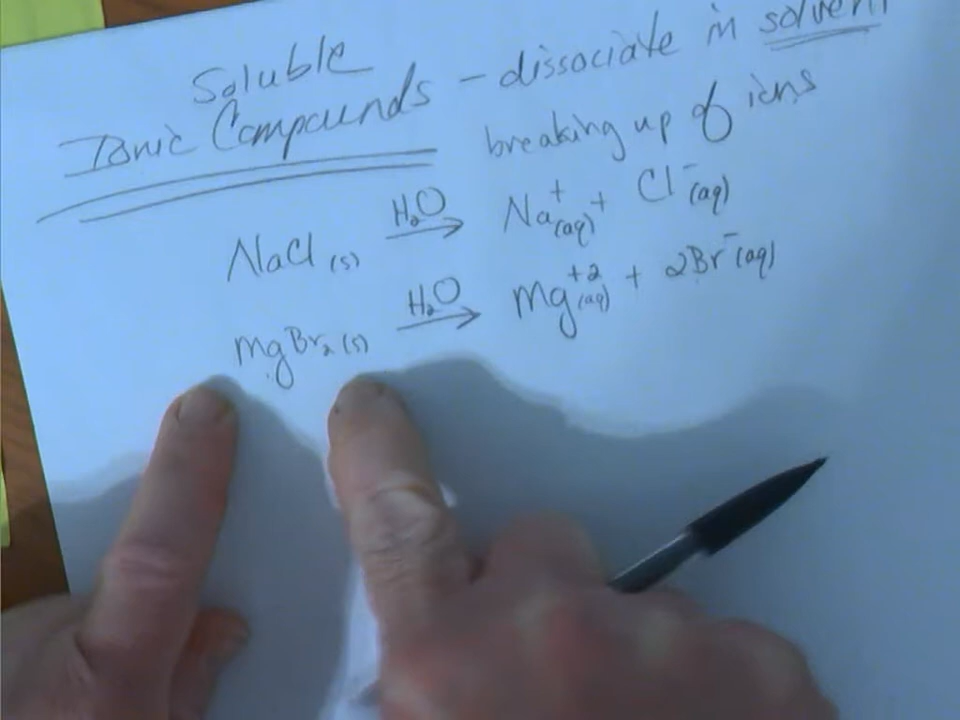 Soluble
Ionic Compounds - dissociate in solvent
breaking up of ions
NaCl (s) H₂O → Na⁺(aq) + Cl⁻(aq)
MgBr₂ (s) H₂O → Mg⁺²(aq) + 2Br⁻(aq)